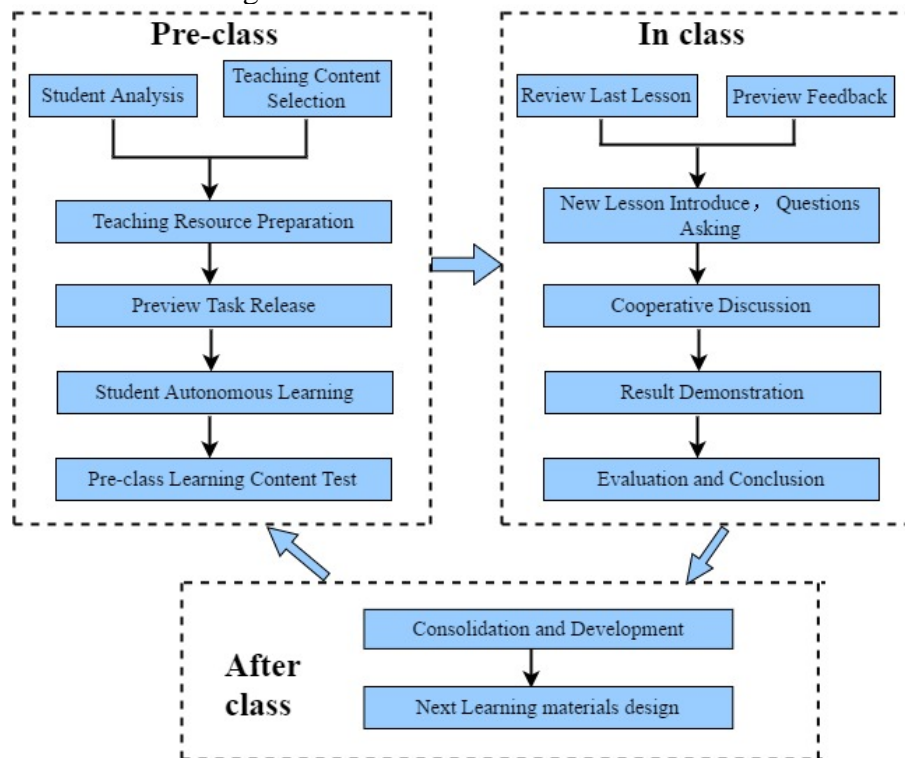 Pre-class
Student Analysis
Teaching Content
Selection
Teaching Resource Preparation
Preview Task Release
Student Autonomous Learning
Pre-class Learning Content Test
In class
Review Last Lesson
Preview Feedback
New Lesson Introduce， Questions
Asking
Cooperative Discussion
Result Demonstration
Evaluation and Conclusion
After
class
Consolidation and Development
Next Learning materials design